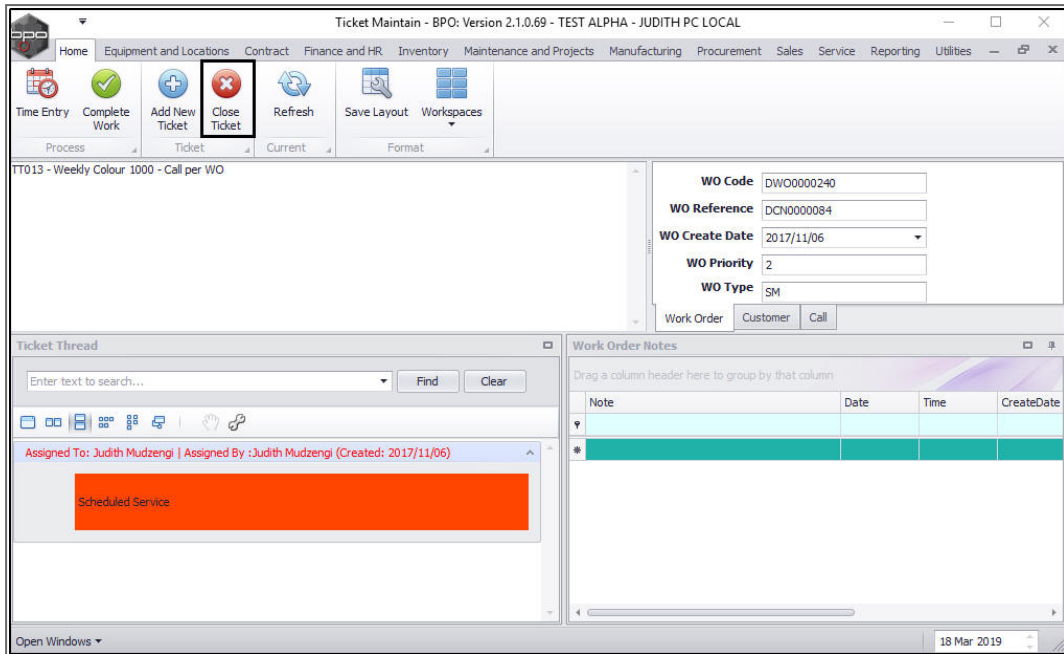 Ticket Maintain - BPO: Version 2.1.0.69 - TEST ALPHA - JUDITH PC LOCAL
bpo
Home Equipment and Locations Contract Finance and HR Inventory Maintenance and Projects Manufacturing Procurement Sales Service Reporting Utilities
Time Entry Complete Work Add New Ticket Close Ticket Refresh Save Layout Workspaces
Process Ticket Current Format
TT013 - Weekly Colour 1000 - Call per WO
WO Code DWO0000240
WO Reference DCN0000084
WO Create Date 2017/11/06
WO Priority 2
WO Type SM
Work Order Customer Call
Ticket Thread
Enter text to search... Find Clear
Assigned To: Judith Mudzengi | Assigned By :Judith Mudzengi (Created: 2017/11/06)
Scheduled Service
Work Order Notes
Drag a column header here to group by that column
Note Date Time CreateDate
Open Windows 18 Mar 2019